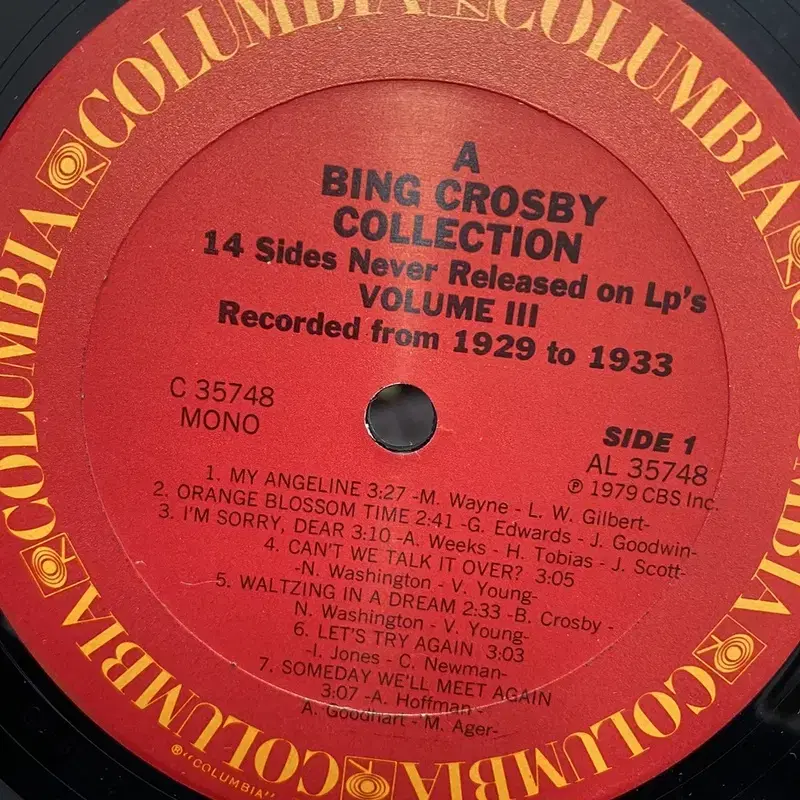 COLUMBIA COLUMBIA COLUMBIA COLUMBIA COLUMBIA COLUMBIA
A
BING CROSBY
COLLECTION
14 Sides Never Released on Lp's
VOLUME III
Recorded from 1929 to 1933
C 35748
MONO
SIDE 1
AL 35748
℗ 1979 CBS Inc.
1. MY ANGELINE 3:27 -M. Wayne - L. W. Gilbert-
2. ORANGE BLOSSOM TIME 2:41 -G. Edwards - J. Goodwin-
3. I'M SORRY, DEAR 3:10 -A. Weeks - H. Tobias - J. Scott-
4. CAN'T WE TALK IT OVER? 3:05
-N. Washington - V. Young-
5. WALTZING IN A DREAM 2:33 -B. Crosby -
N. Washington - V. Young-
6. LET'S TRY AGAIN 3:03
-I. Jones - C. Newman-
7. SOMEDAY WE'LL MEET AGAIN
3:07 -A. Hoffman -
A. Goodhart - M. Ager-
® "COLUMBIA"